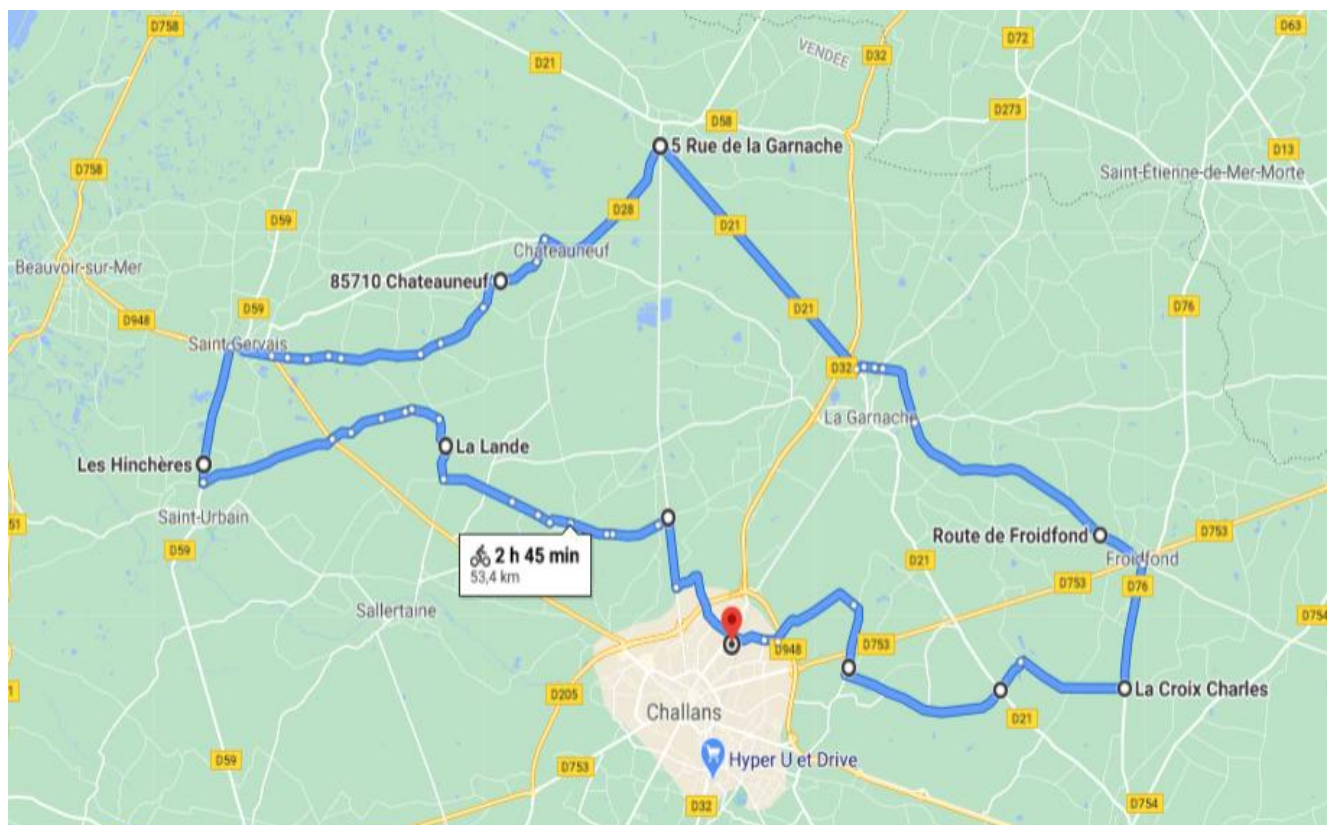 D758
D63
D72
D21
VENDÉE
D32
D58
D273
D13
5 Rue de la Garnache
D758
Saint-Étienne-de-Mer-Morte
D28
D59
D21
Châteauneuf
Beauvoir-sur-Mer
85710 Chateauneuf
D59
D21
D76
D948
Saint-Gervais
D32
La Garnache
La Lande
Les Hinchères
Saint-Urbain
51
D753
Route de Froidfond
D59
2 h 45 min
53,4 km
D21
Froidfond
D753
D76
Sallertaine
D754
D948
D753
D205
La Croix Charles
Challans
D21
Hyper U et Drive
D59
D753
D32
D754